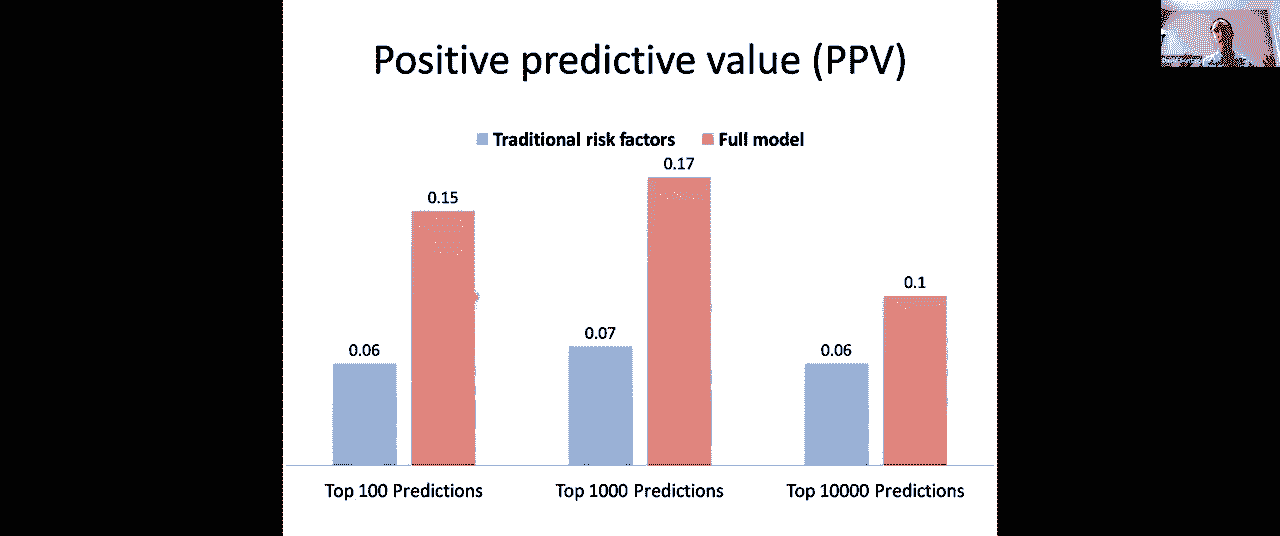 Positive predictive value (PPV)
Traditional risk factors Full model
0.06
0.15
0.07
0.17
0.06
0.1
Top 100 Predictions
Top 1000 Predictions
Top 10000 Predictions